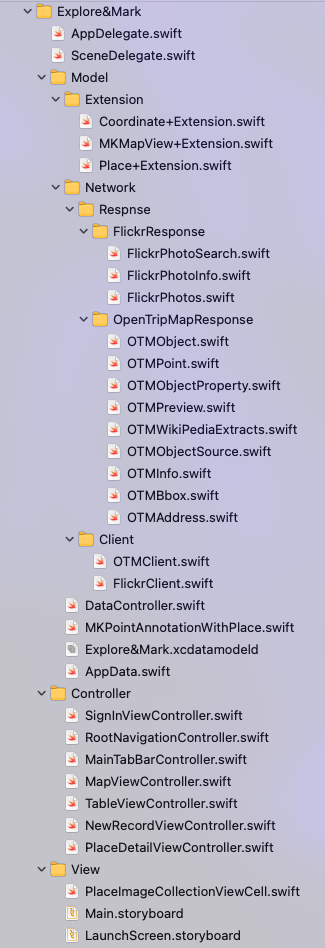 Explore&Mark
AppDelegate.swift
SceneDelegate.swift
Model
Extension
Coordinate+Extension.swift
MKMapView+Extension.swift
Place+Extension.swift
Network
Respnse
FlickrResponse
FlickrPhotoSearch.swift
FlickrPhotoInfo.swift
FlickrPhotos.swift
OpenTripMapResponse
OTMObject.swift
OTMPoint.swift
OTMObjectProperty.swift
OTMPreview.swift
OTMWikiPediaExtracts.swift
OTMObjectSource.swift
OTMInfo.swift
OTMBbox.swift
OTMAddress.swift
Client
OTMClient.swift
FlickrClient.swift
DataController.swift
MKPointAnnotationWithPlace.swift
Explore&Mark.xcdatamodeld
AppData.swift
Controller
SignInViewController.swift
RootNavigationController.swift
MainTabBarController.swift
MapViewController.swift
TableViewController.swift
NewRecordViewController.swift
PlaceDetailViewController.swift
View
PlaceImageCollectionViewCell.swift
Main.storyboard
LaunchScreen.storyboard